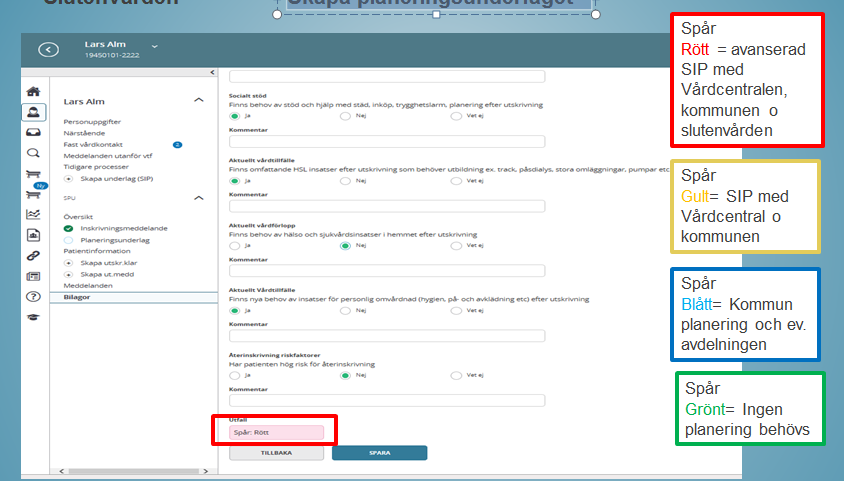 Slutenvården
Skapa planeringsunderlaget
Lars Alm
19450101-2222
Lars Alm
Personuppgifter
Närstående
Fast vårdkontakt 2
Meddelanden utanför vtf
Tidigare processer
Skapa underlag (SIP)
Ny
SPU
Översikt
Inskrivningsmeddelande
Planeringsunderlag
Patientinformation
Skapa utskr.klar
Skapa ut.medd
Meddelanden
Bilagor
Socialt stöd
Finns behov av stöd och hjälp med städ, inköp, trygghetslarm, planering efter utskrivning
Ja Nej Vet ej
Kommentar
Aktuellt vårdtillfälle
Finns omfattande HSL insatser efter utskrivning som behöver utbildning ex. track, påsdialys, stora omläggningar, pumpar etc
Ja Nej Vet ej
Kommentar
Aktuellt vårdförlopp
Finns behov av hälso och sjukvårdsinsatser i hemmet efter utskrivning
Ja Nej Vet ej
Kommentar
Aktuellt Vårdtillfälle
Finns nya behov av insatser för personlig omvårdnad (hygien, på- och avklädning etc) efter utskrivning
Ja Nej Vet ej
Kommentar
Återinskrivning riskfaktorer
Har patienten hög risk för återinskrivning
Ja Nej Vet ej
Kommentar
Utfall
Spår: Rött
TILLBAKA SPARA
Spår
Rött = avanserad
SIP med
Vårdcentralen,
kommunen o
slutenvården
Spår
Gult= SIP med
Vårdcentral o
kommunen
Spår
Blått= Kommun
planering och ev.
avdelningen
Spår
Grönt= Ingen
planering behövs